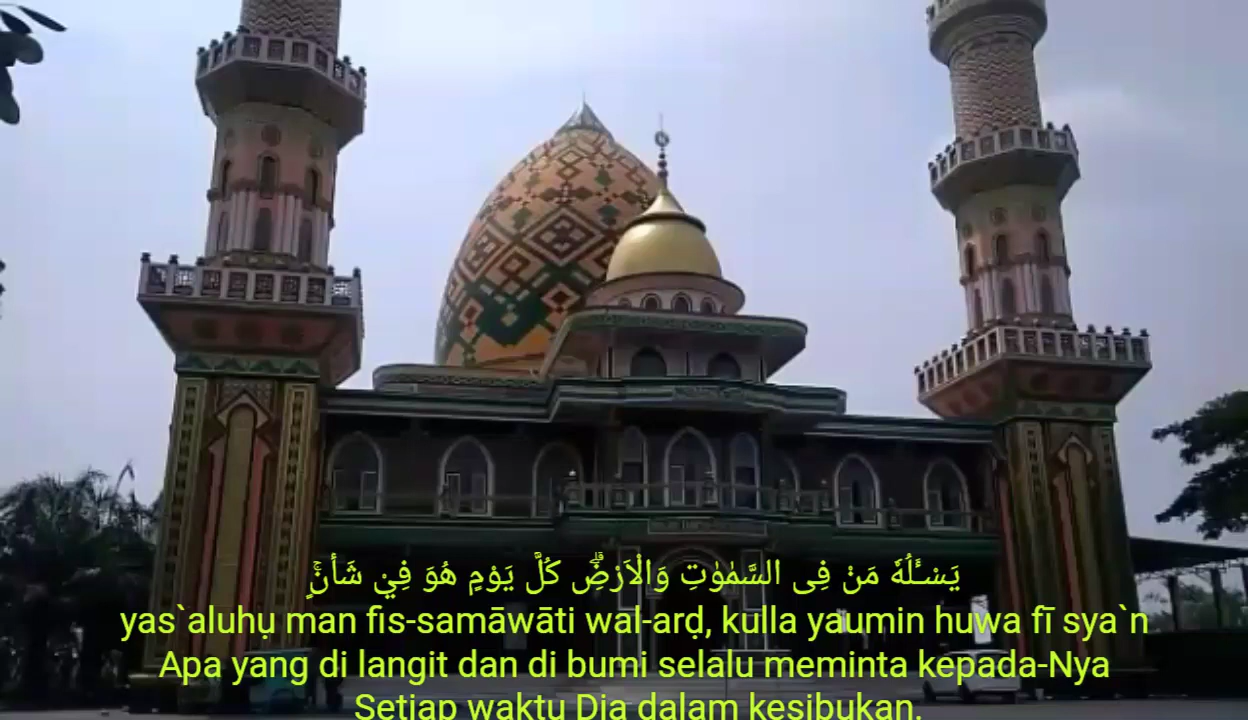 يَسْـَٔلُهٗ مَنْ فِى السَّمٰوٰتِ وَالْاَرْضِۗ كُلَّ يَوْمٍ هُوَ فِيْ شَأْنٍۚ
yas`aluhụ man fis-samāwāti wal-arḍ, kulla yaumin huwa fī sya`n
Apa yang di langit dan di bumi selalu meminta kepada-Nya
Setiap waktu Dia dalam kesibukan.